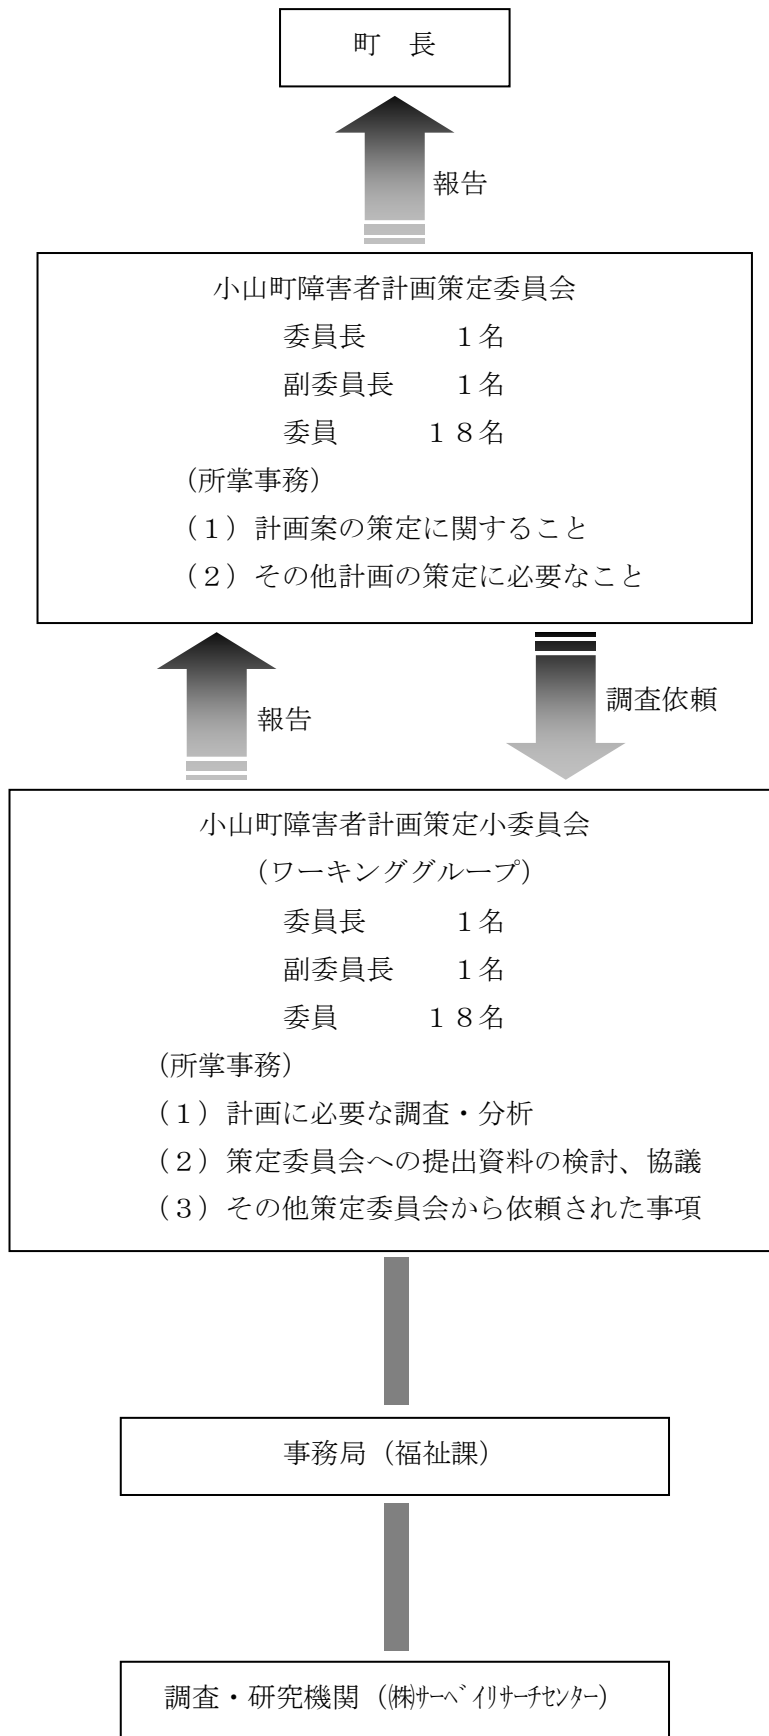 町　長
報告
小山町障害者計画策定委員会
委員長　　　１名
副委員長　　１名
委員　　　１８名
（所掌事務）
（１）計画案の策定に関すること
（２）その他計画の策定に必要なこと
報告
調査依頼
小山町障害者計画策定小委員会
（ワーキンググループ）
委員長　　　１名
副委員長　　１名
委員　　　１８名
（所掌事務）
（１）計画に必要な調査・分析
（２）策定委員会への提出資料の検討、協議
（３）その他策定委員会から依頼された事項
事務局（福祉課）
調査・研究機関（㈱ｻｰﾍﾞｲﾘｻｰﾁｾﾝﾀｰ）